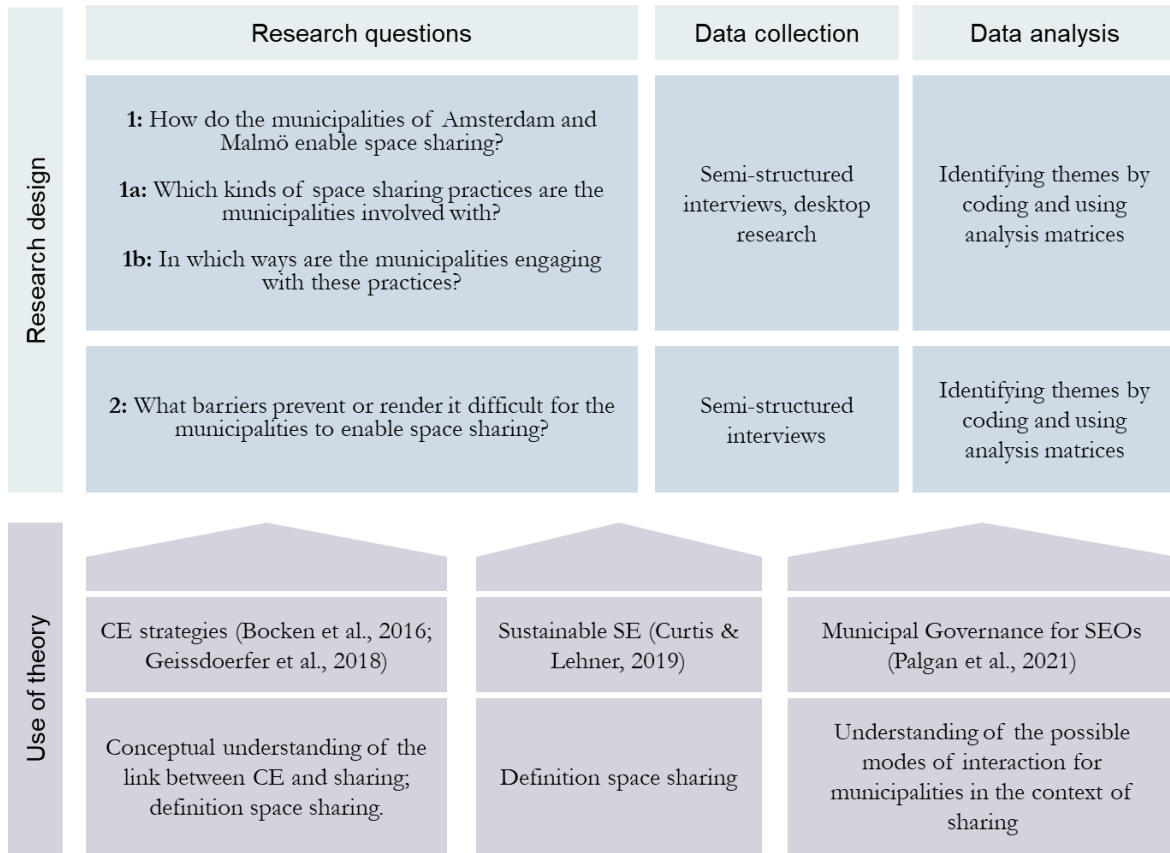 Research questions
Data collection
Data analysis
Research design
1: How do the municipalities of Amsterdam and
Malmö enable space sharing?
1a: Which kinds of space sharing practices are the
municipalities involved with?
1b: In which ways are the municipalities engaging
with these practices?
Semi-structured
interviews, desktop
research
Identifying themes by
coding and using
analysis matrices
2: What barriers prevent or render it difficult for the
municipalities to enable space sharing?
Semi-structured
interviews
Identifying themes by
coding and using
analysis matrices
Use of theory
CE strategies (Bocken et al., 2016;
Geissdoerfer et al., 2018)
Sustainable SE (Curtis &
Lehner, 2019)
Municipal Governance for SEOs
(Palgan et al., 2021)
Conceptual understanding of the
link between CE and sharing;
definition space sharing.
Definition space sharing
Understanding of the possible
modes of interaction for
municipalities in the context of
sharing